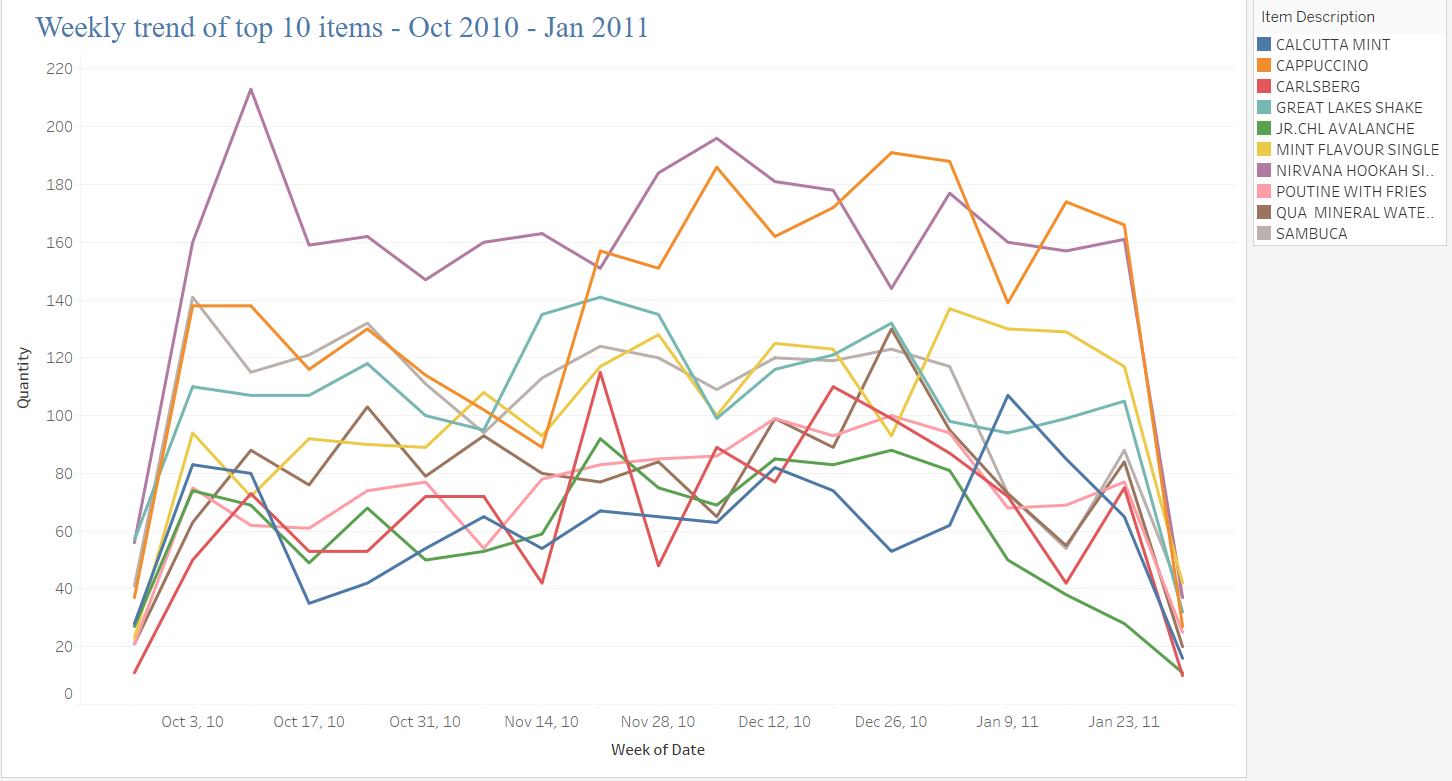 Weekly trend of top 10 items - Oct 2010 - Jan 2011
Item Description
CALCUTTA MINT
CAPPUCCINO
CARLSBERG
GREAT LAKES SHAKE
JR.CHL AVALANCHE
MINT FLAVOUR SINGLE
NIRVANA HOOKAH SI..
POUTINE WITH FRIES
QUA  MINERAL WATE..
SAMBUCA
220
200
180
160
140
120
100
80
60
40
20
0
Quantity
Oct 3, 10 Oct 17, 10 Oct 31, 10 Nov 14, 10 Nov 28, 10 Dec 12, 10 Dec 26, 10 Jan 9, 11 Jan 23, 11
Week of Date